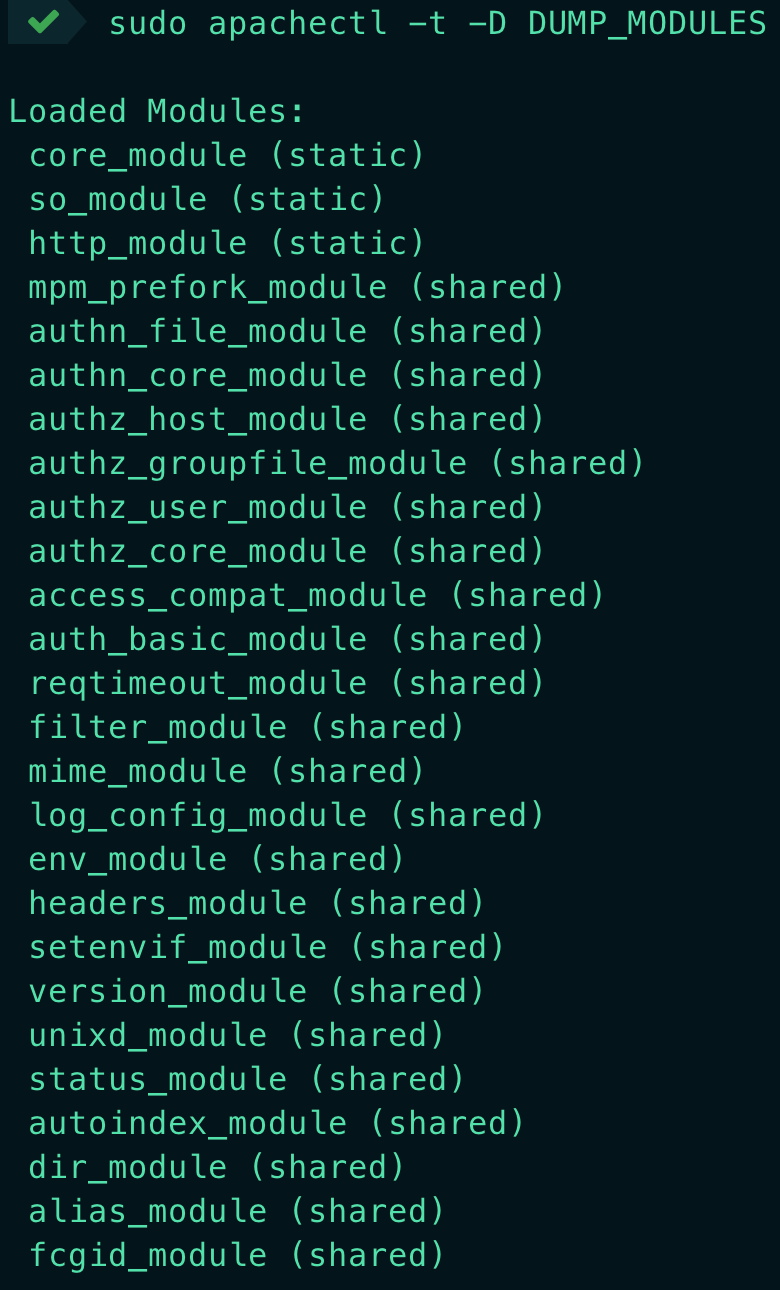 sudo apachectl -t -D DUMP_MODULES
Loaded Modules:
core_module (static)
so_module (static)
http_module (static)
mpm_prefork_module (shared)
authn_file_module (shared)
authn_core_module (shared)
authz_host_module (shared)
authz_groupfile_module (shared)
authz_user_module (shared)
authz_core_module (shared)
access_compat_module (shared)
auth_basic_module (shared)
reqtimeout_module (shared)
filter_module (shared)
mime_module (shared)
log_config_module (shared)
env_module (shared)
headers_module (shared)
setenvif_module (shared)
version_module (shared)
unixd_module (shared)
status_module (shared)
autoindex_module (shared)
dir_module (shared)
alias_module (shared)
fcgid_module (shared)